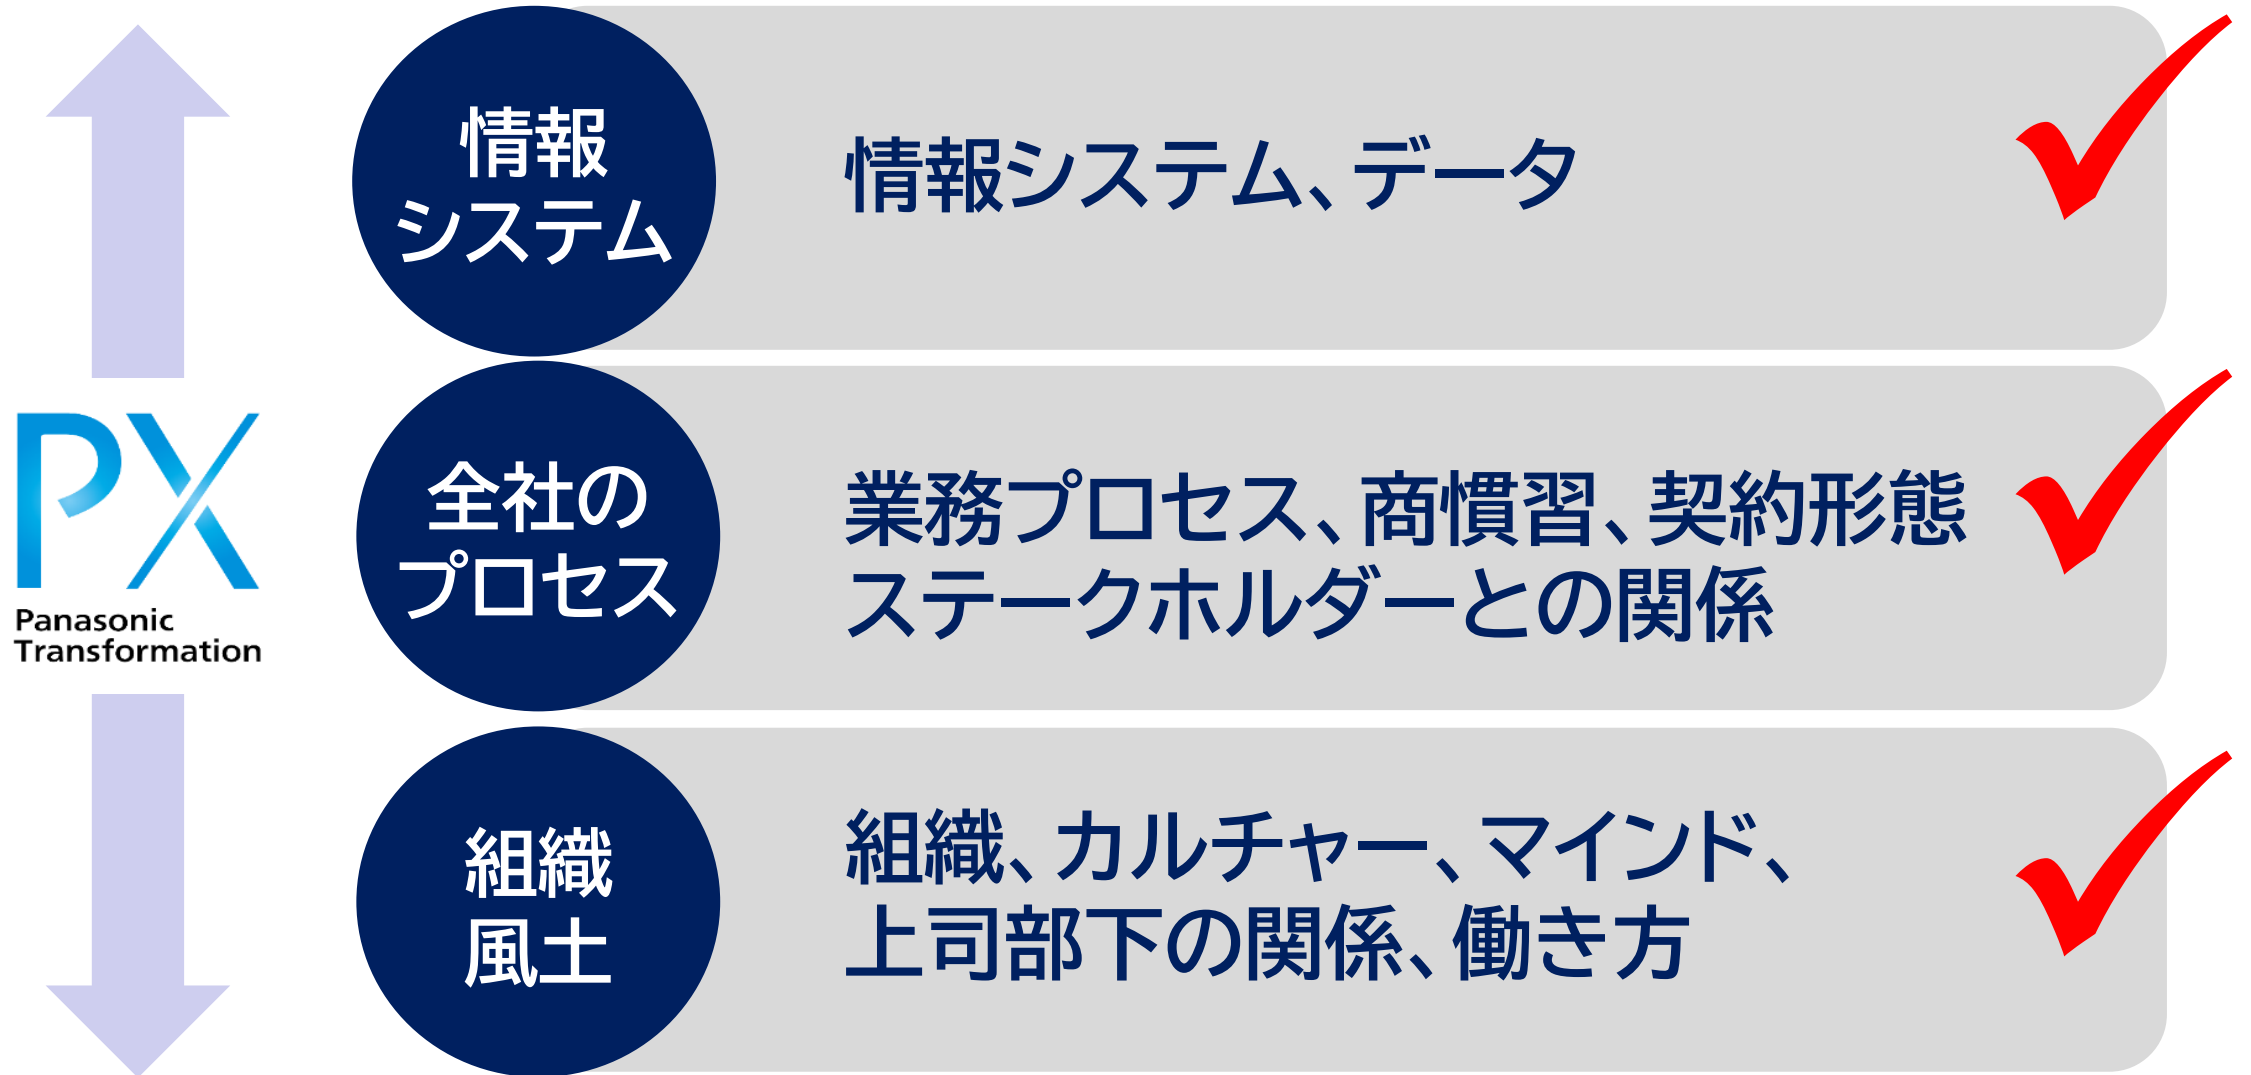 情報
システム
情報システム、データ
PX
Panasonic
Transformation
全社の
プロセス
業務プロセス、商慣習、契約形態
ステークホルダーとの関係
組織
風土
組織、カルチャー、マインド、
上司部下の関係、働き方